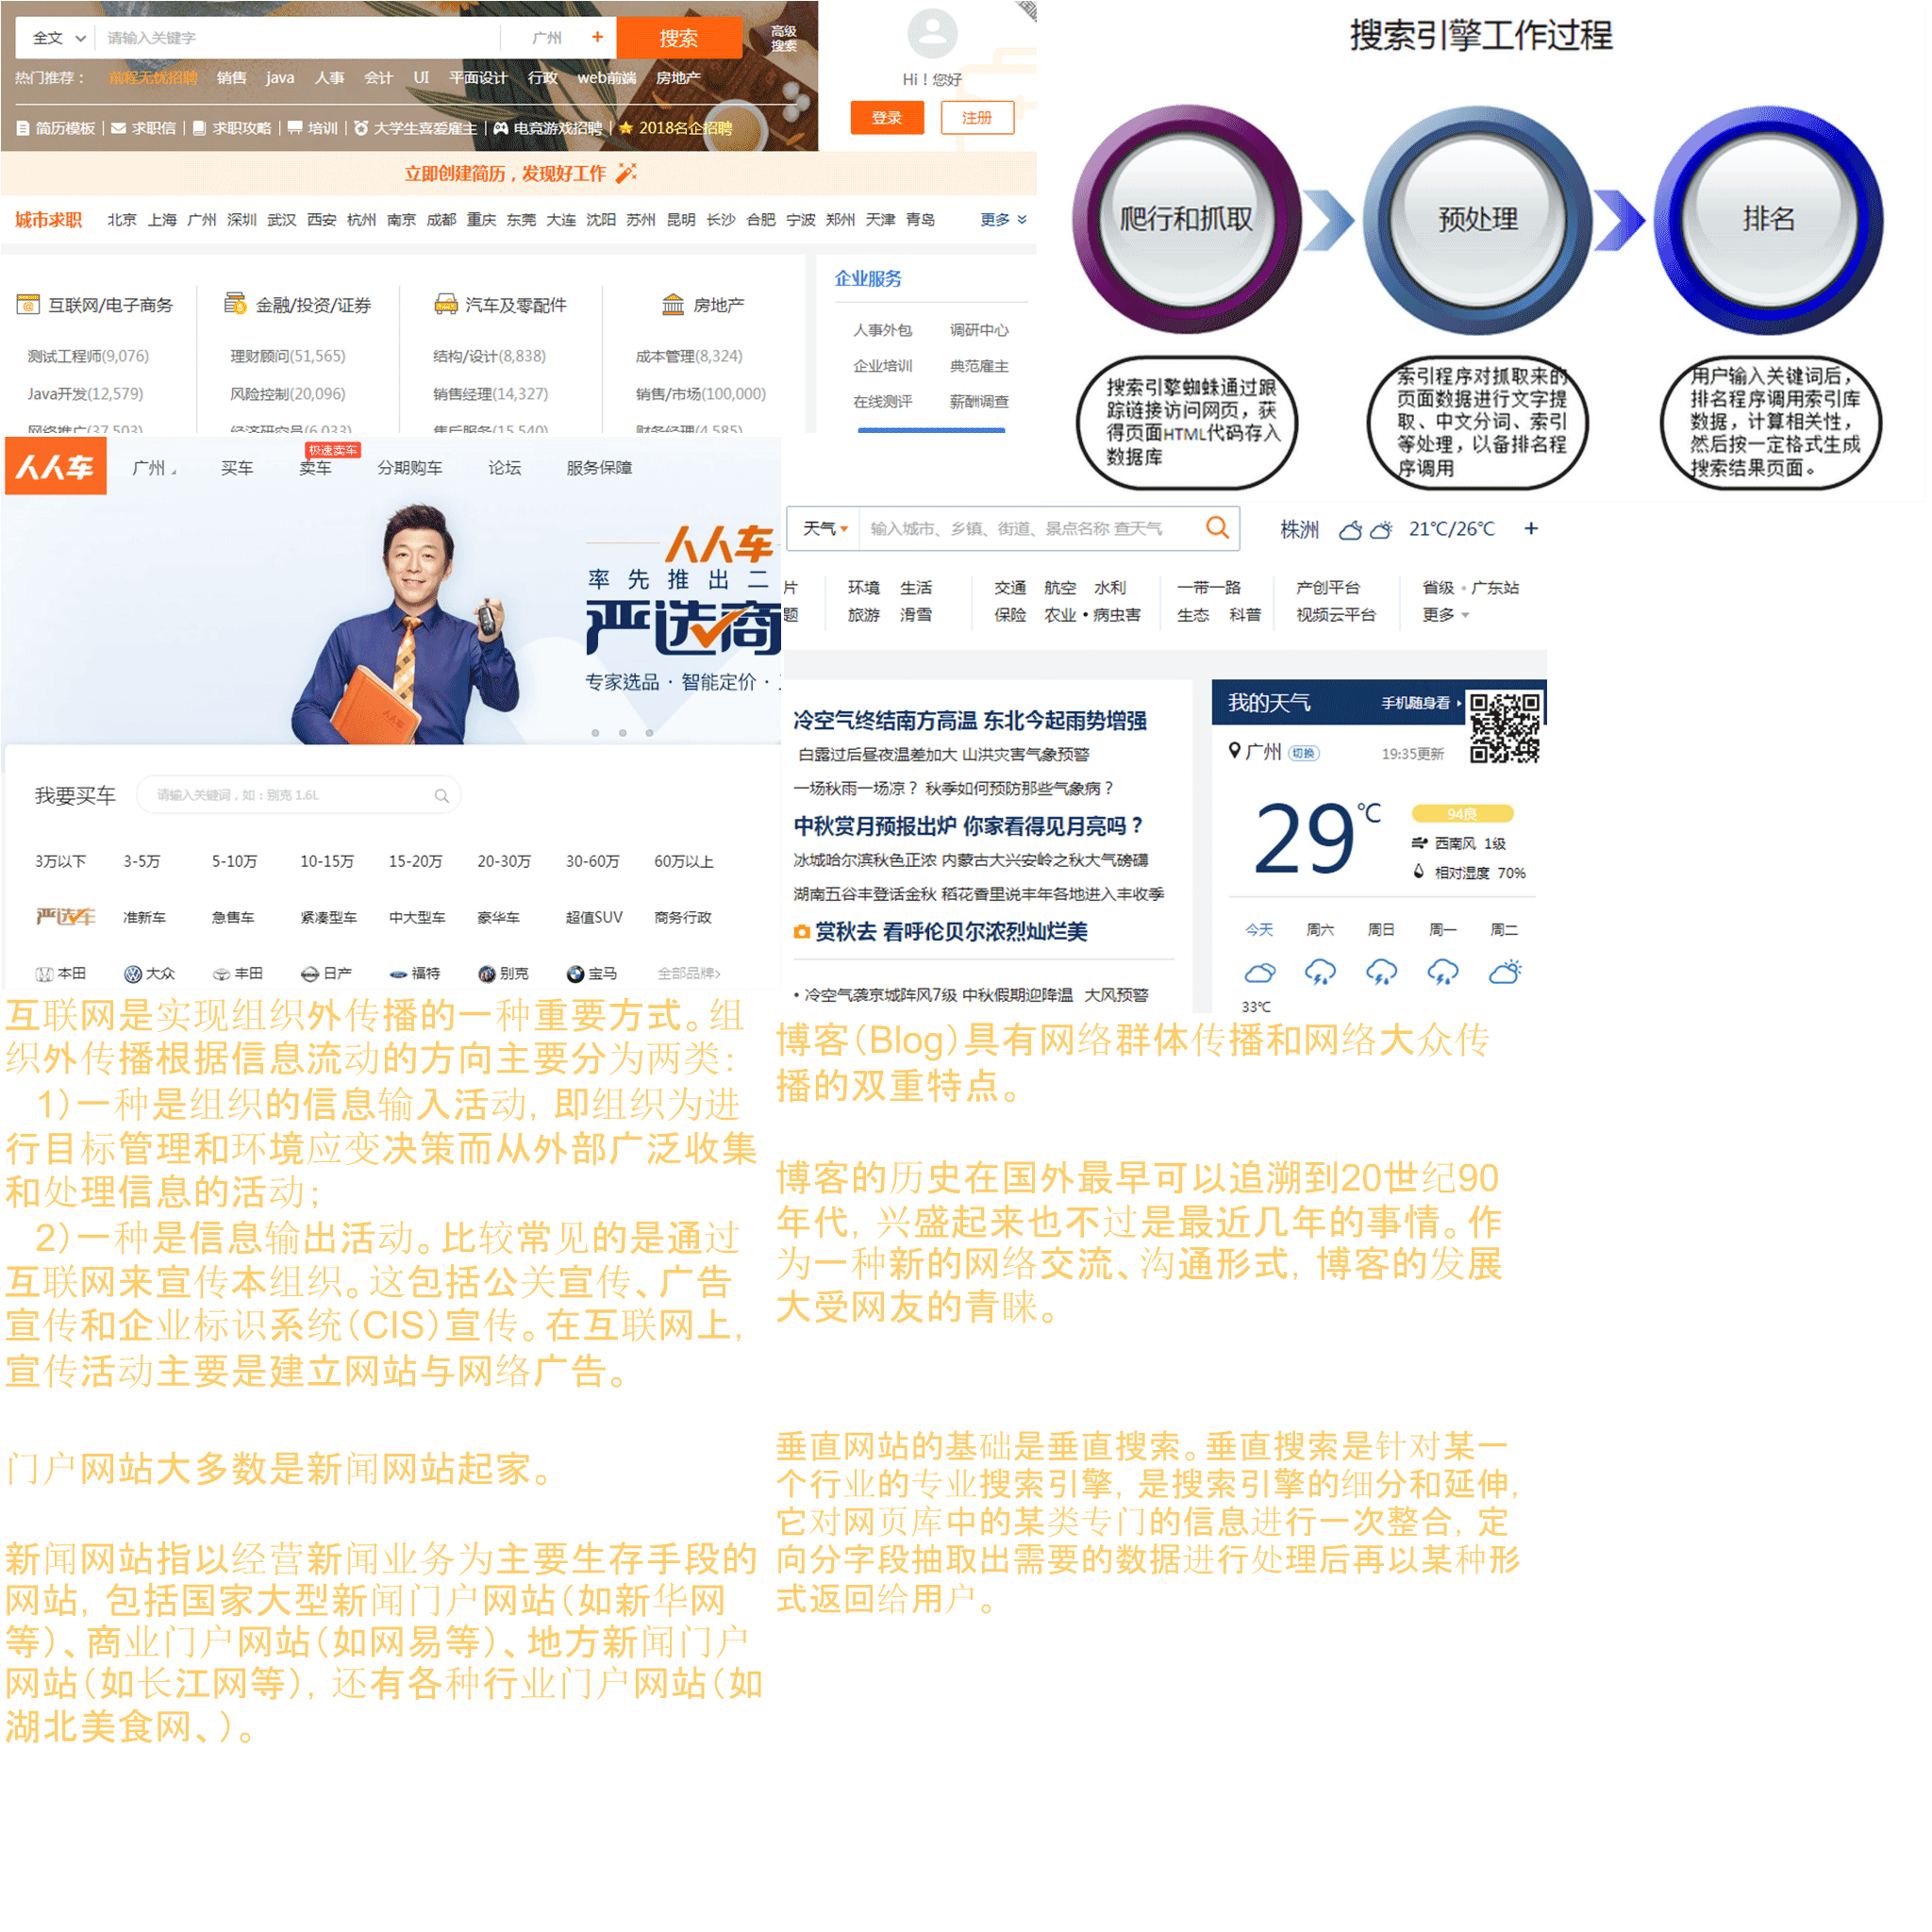 全文 请输入关键字 广州 + 搜索 高级搜索
热门推荐： 前程无忧招聘 销售 java 人事 会计 UI 平面设计 行政 web前端 房地产
简历模板 | 求职信 | 求职攻略 | 培训 | 大学生喜爱雇主 | 电竞游戏招聘 | 2018名企招聘
Hi！您好
登录 注册
立即创建简历，发现好工作
城市求职 北京 上海 广州 深圳 武汉 西安 杭州 南京 成都 重庆 东莞 大连 沈阳 苏州 昆明 长沙 合肥 宁波 郑州 天津 青岛 更多
互联网/电子商务 金融/投资/证券 汽车及零配件 房地产
测试工程师(9,076) 理财顾问(51,565) 结构/设计(8,838) 成本管理(8,324)
Java开发(12,579) 风险控制(20,096) 销售经理(14,327) 销售/市场(100,000)
网络推广(37,503) 经济研究员(6,033) 售后服务(15,540) 财务经理(4,585)
企业服务
人事外包 调研中心
企业培训 典范雇主
在线测评 薪酬调查
搜索引擎工作过程
爬行和抓取 预处理 排名
搜索引擎蜘蛛通过跟
踪链接访问网页，获
得页面HTML代码存入
数据库
索引程序对抓取来的
页面数据进行文字提
取、中文分词、索引
等处理，以备排名程
序调用
用户输入关键词后，
排名程序调用索引库
数据，计算相关性，
然后按一定格式生成
搜索结果页面。
人人车 广州 买车 卖车 极速卖车 分期购车 论坛 服务保障
人人车
率先推出二
严选商
专家选品 · 智能定价 ·
人人车
我要买车 请输入关键词，如：别克 1.6L
3万以下 3-5万 5-10万 10-15万 15-20万 20-30万 30-60万 60万以上
严选车 准新车 急售车 紧凑型车 中大型车 豪华车 超值SUV 商务行政
本田 大众 丰田 日产 福特 别克 宝马 全部品牌>
天气 输入城市、乡镇、街道、景点名称 查天气 株洲 21℃/26℃ +
片 环境 生活 交通 航空 水利 一带一路 产创平台 省级 • 广东站
题 旅游 滑雪 保险 农业 • 病虫害 生态 科普 视频云平台 更多
冷空气终结南方高温 东北今起雨势增强
白露过后昼夜温差加大 山洪灾害气象预警
一场秋雨一场凉？ 秋季如何预防那些气象病？
中秋赏月预报出炉 你家看得见月亮吗？
冰城哈尔滨秋色正浓 内蒙古大兴安岭之秋大气磅礴
湖南五谷丰登话金秋 稻花香里说丰年各地进入丰收季
赏秋去 看呼伦贝尔浓烈灿烂美
• 冷空气袭京城阵风7级 中秋假期迎降温 大风预警
我的天气 手机随身看
广州 切换 19:35更新
29℃
94良
西南风 1级
相对湿度 70%
今天 周六 周日 周一 周二
33℃
互联网是实现组织外传播的一种重要方式。组
织外传播根据信息流动的方向主要分为两类：
1）一种是组织的信息输入活动，即组织为进
行目标管理和环境应变决策而从外部广泛收集
和处理信息的活动；
2）一种是信息输出活动。比较常见的是通过
互联网来宣传本组织。这包括公关宣传、广告
宣传和企业标识系统（CIS）宣传。在互联网上，
宣传活动主要是建立网站与网络广告。
门户网站大多数是新闻网站起家。
新闻网站指以经营新闻业务为主要生存手段的
网站，包括国家大型新闻门户网站（如新华网
等）、商业门户网站（如网易等）、地方新闻门户
网站（如长江网等），还有各种行业门户网站（如
湖北美食网、）。
博客（Blog）具有网络群体传播和网络大众传
播的双重特点。
博客的历史在国外最早可以追溯到20世纪90
年代，兴盛起来也不过是最近几年的事情。作
为一种新的网络交流、沟通形式，博客的发展
大受网友的青睐。
垂直网站的基础是垂直搜索。垂直搜索是针对某一
个行业的专业搜索引擎，是搜索引擎的细分和延伸，
它对网页库中的某类专门的信息进行一次整合，定
向分字段抽取出需要的数据进行处理后再以某种形
式返回给用户。